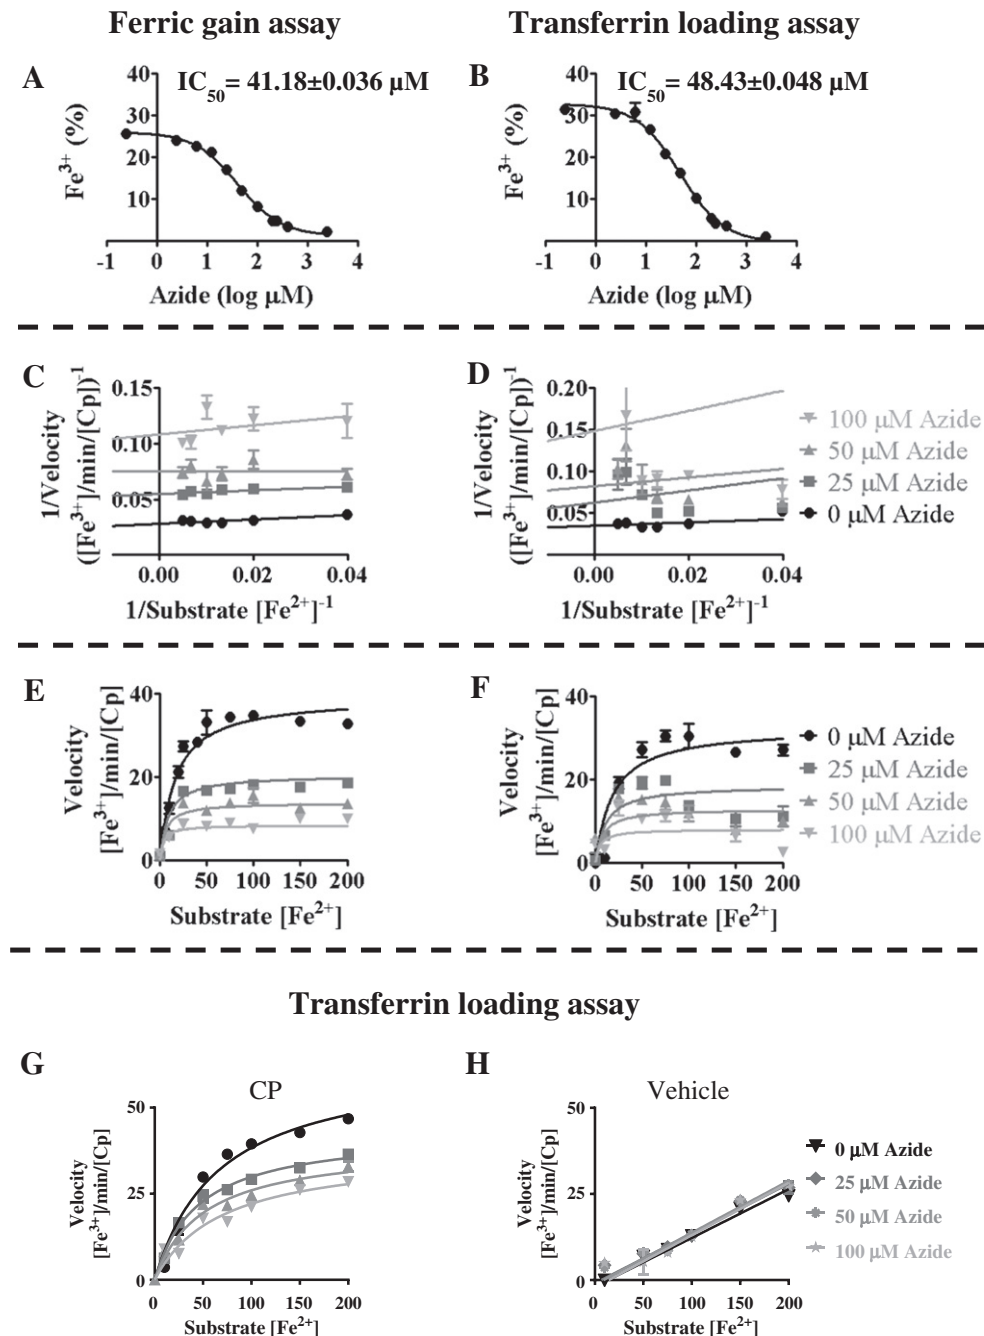 Ferric gain assay
Transferrin loading assay
A
IC50= 41.18±0.036 µM
Fe3+ (%)
40
30
20
10
-1 0 1 2 3 4
Azide (log µM)
B
IC50= 48.43±0.048 µM
Fe3+ (%)
40
30
20
10
-1 0 1 2 3 4
Azide (log µM)
C
1/Velocity
([Fe3+]/min/[Cp])-1
0.15
0.10
0.05
0.00 0.02 0.04
1/Substrate [Fe2+]-1
D
1/Velocity
([Fe3+]/min/[Cp])-1
0.20
0.15
0.10
0.05
0.00 0.02 0.04
1/Substrate [Fe2+]-1
100 µM Azide
50 µM Azide
25 µM Azide
0 µM Azide
E
Velocity
[Fe3+]/min/[Cp]
40
20
0
0 50 100 150 200
Substrate [Fe2+]
F
Velocity
[Fe3+]/min/[Cp]
40
20
0
0 50 100 150 200
Substrate [Fe2+]
0 µM Azide
25 µM Azide
50 µM Azide
100 µM Azide
Transferrin loading assay
G
CP
Velocity
[Fe3+]/min/[Cp]
50
25
0
0 50 100 150 200
Substrate [Fe2+]
H
Vehicle
Velocity
[Fe3+]/min/[Cp]
50
25
0
0 50 100 150 200
Substrate [Fe2+]
0 µM Azide
25 µM Azide
50 µM Azide
100 µM Azide